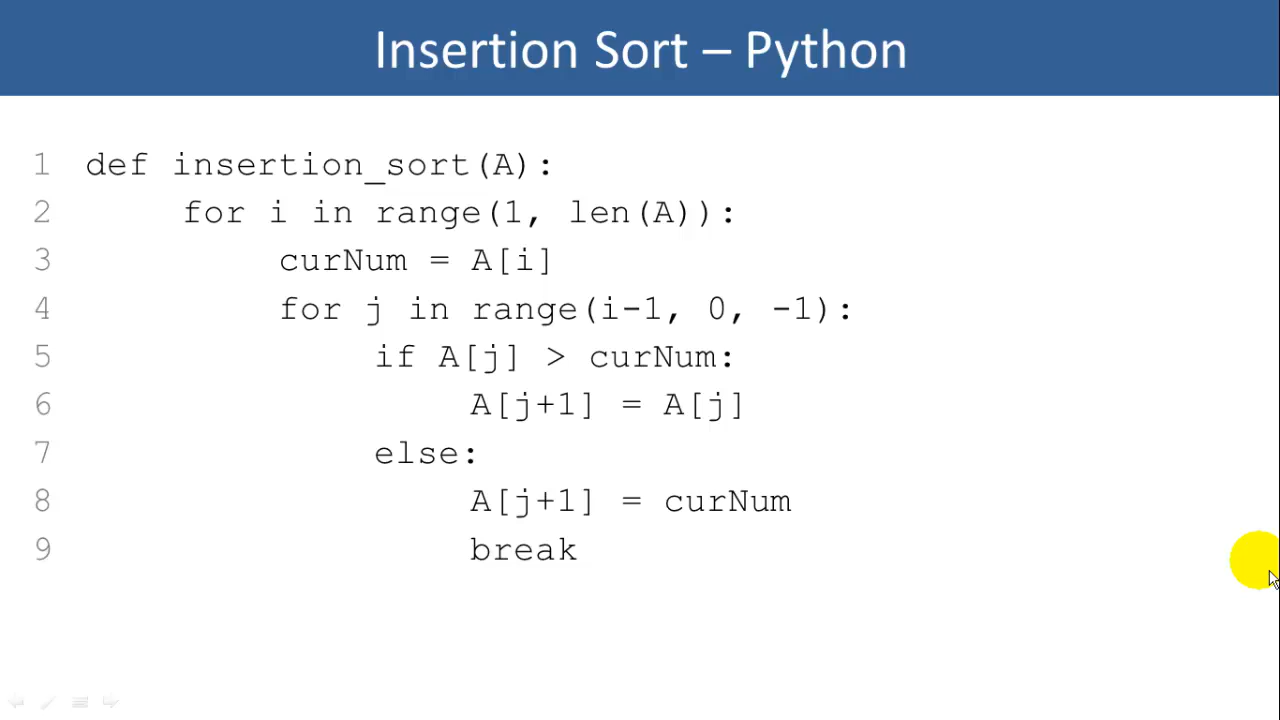 Insertion Sort – Python
1 def insertion_sort(A):
2 for i in range(1, len(A)):
3 curNum = A[i]
4 for j in range(i-1, 0, -1):
5 if A[j] > curNum:
6 A[j+1] = A[j]
7 else:
8 A[j+1] = curNum
9 break